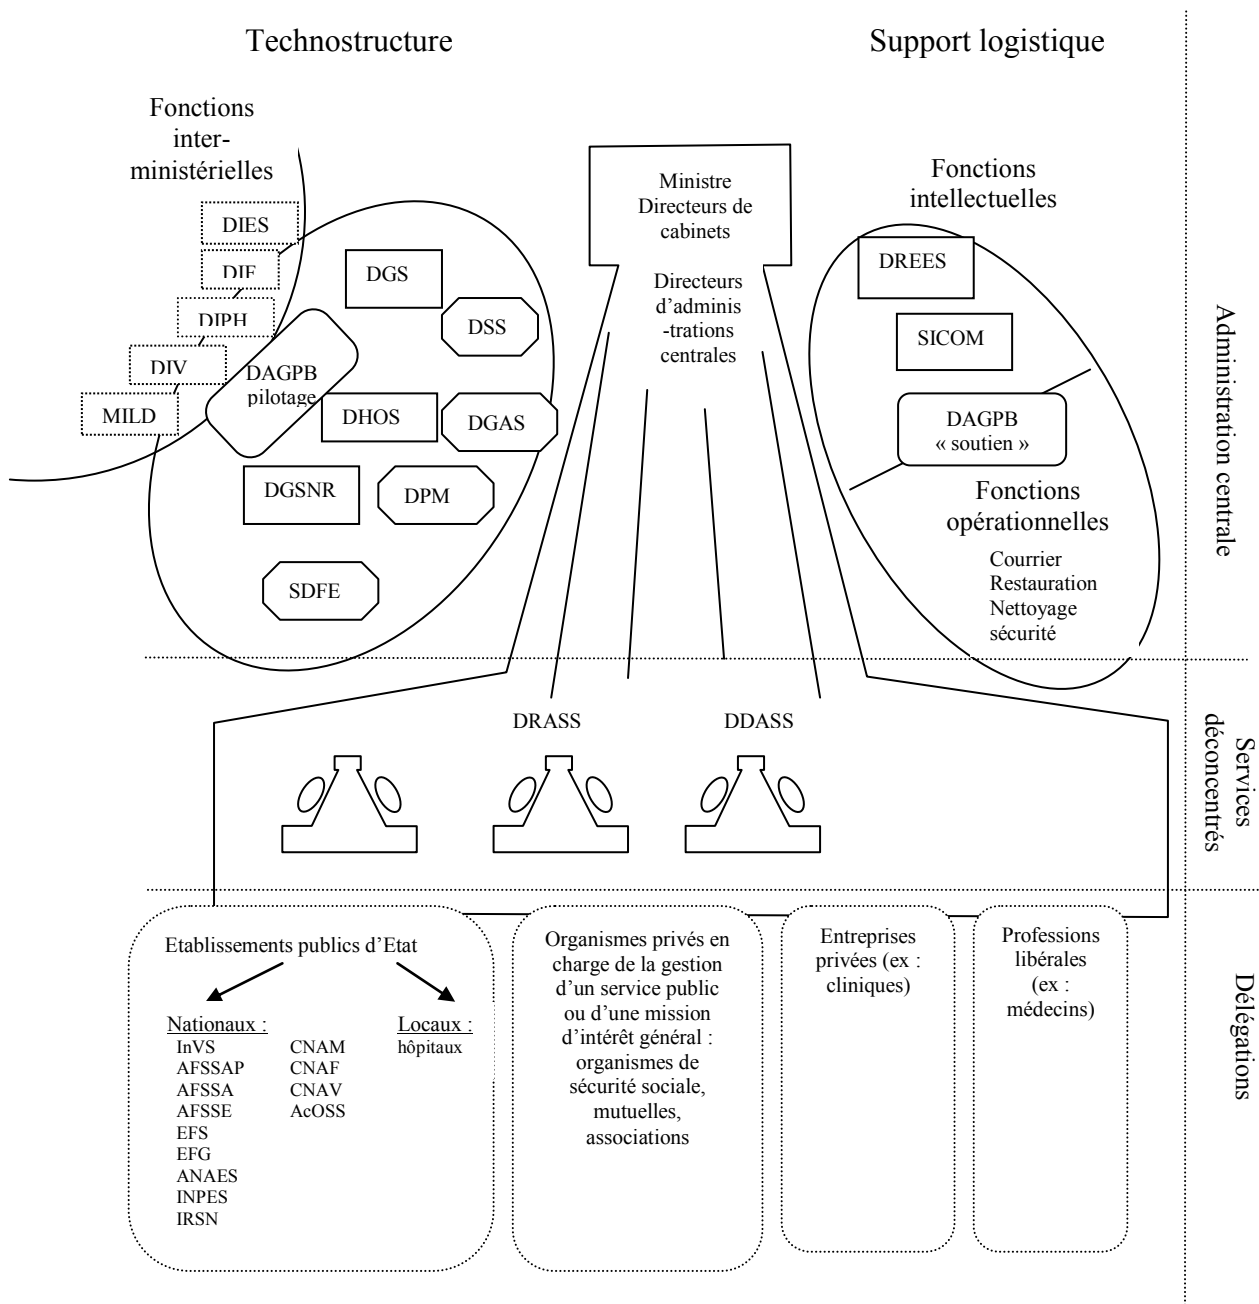 Technostructure
Support logistique
Fonctions
inter-
ministérielles
DIES
DIF
DIPH
DIV
MILD
DAGPB
pilotage
DGS
DSS
DHOS
DGAS
DGSNR
DPM
SDFE
Ministre
Directeurs de
cabinets
Directeurs
d’adminis
-trations
centrales
Fonctions
intellectuelles
DREES
SICOM
DAGPB
« soutien »
Fonctions
opérationnelles
Courrier
Restauration
Nettoyage
sécurité
Administration centrale
DRASS
DDASS
Services
déconcentrés
Etablissements publics d’Etat
Nationaux :
InVS
AFSSAP
AFSSA
AFSSE
EFS
EFG
ANAES
INPES
IRSN
CNAM
CNAF
CNAV
AcOSS
Locaux :
hôpitaux
Organismes privés en
charge de la gestion
d’un service public
ou d’une mission
d’intérêt général :
organismes de
sécurité sociale,
mutuelles,
associations
Entreprises
privées (ex :
cliniques)
Professions
libérales
(ex :
médecins)
Délégations